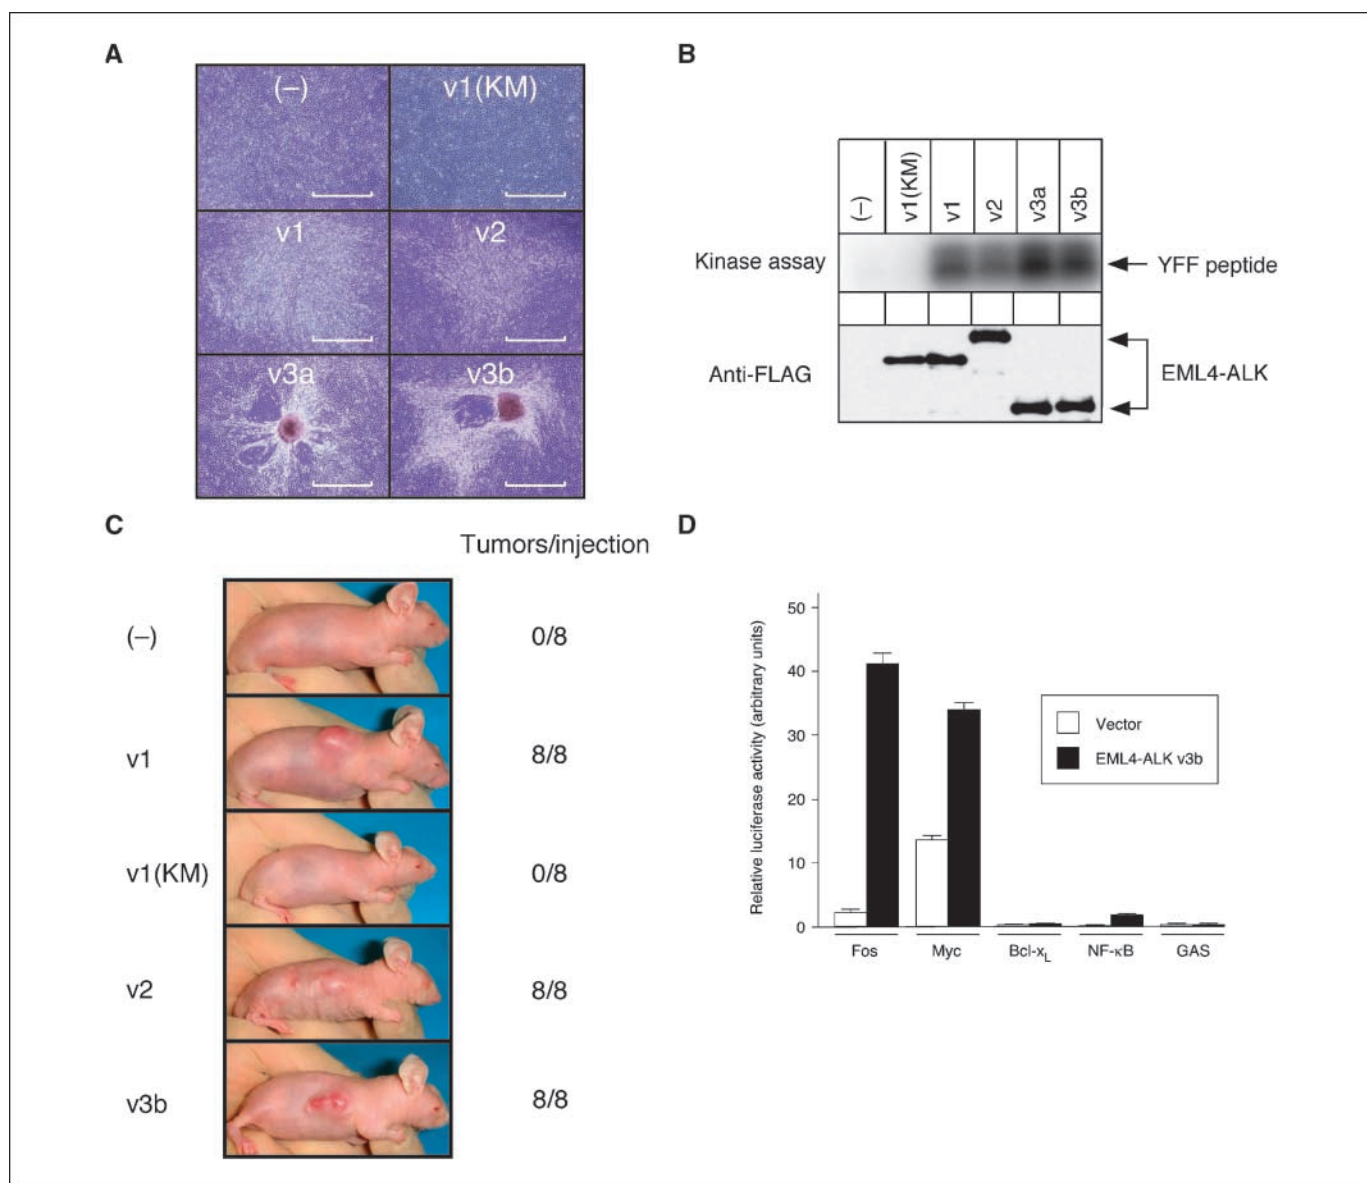 A
(–) v1(KM)
v1 v2
v3a v3b
B
(–) v1(KM) v1 v2 v3a v3b
Kinase assay YFF peptide
Anti-FLAG EML4-ALK
C
Tumors/injection
(–) 0/8
v1 8/8
v1(KM) 0/8
v2 8/8
v3b 8/8
D
Relative luciferase activity (arbitrary units)
50
40
30
20
10
0
Vector
EML4-ALK v3b
Fos Myc Bcl-xL NF-κB GAS